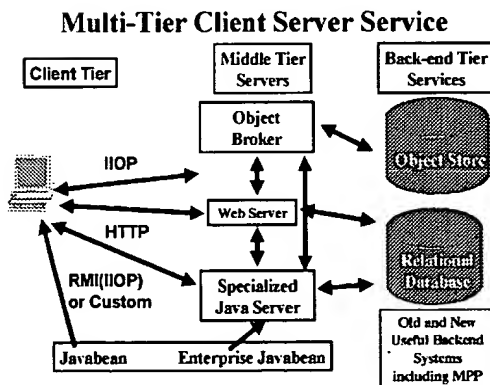 Multi-Tier Client Server Service
Client Tier
Middle Tier
Servers
Back-end Tier
Services
Object
Broker
Object Store
IIOP
Web Server
HTTP
RMI(IIOP)
or Custom
Specialized
Java Server
Relational
Database
Javabean
Enterprise Javabean
Old and New
Useful Backend
Systems
including MPP